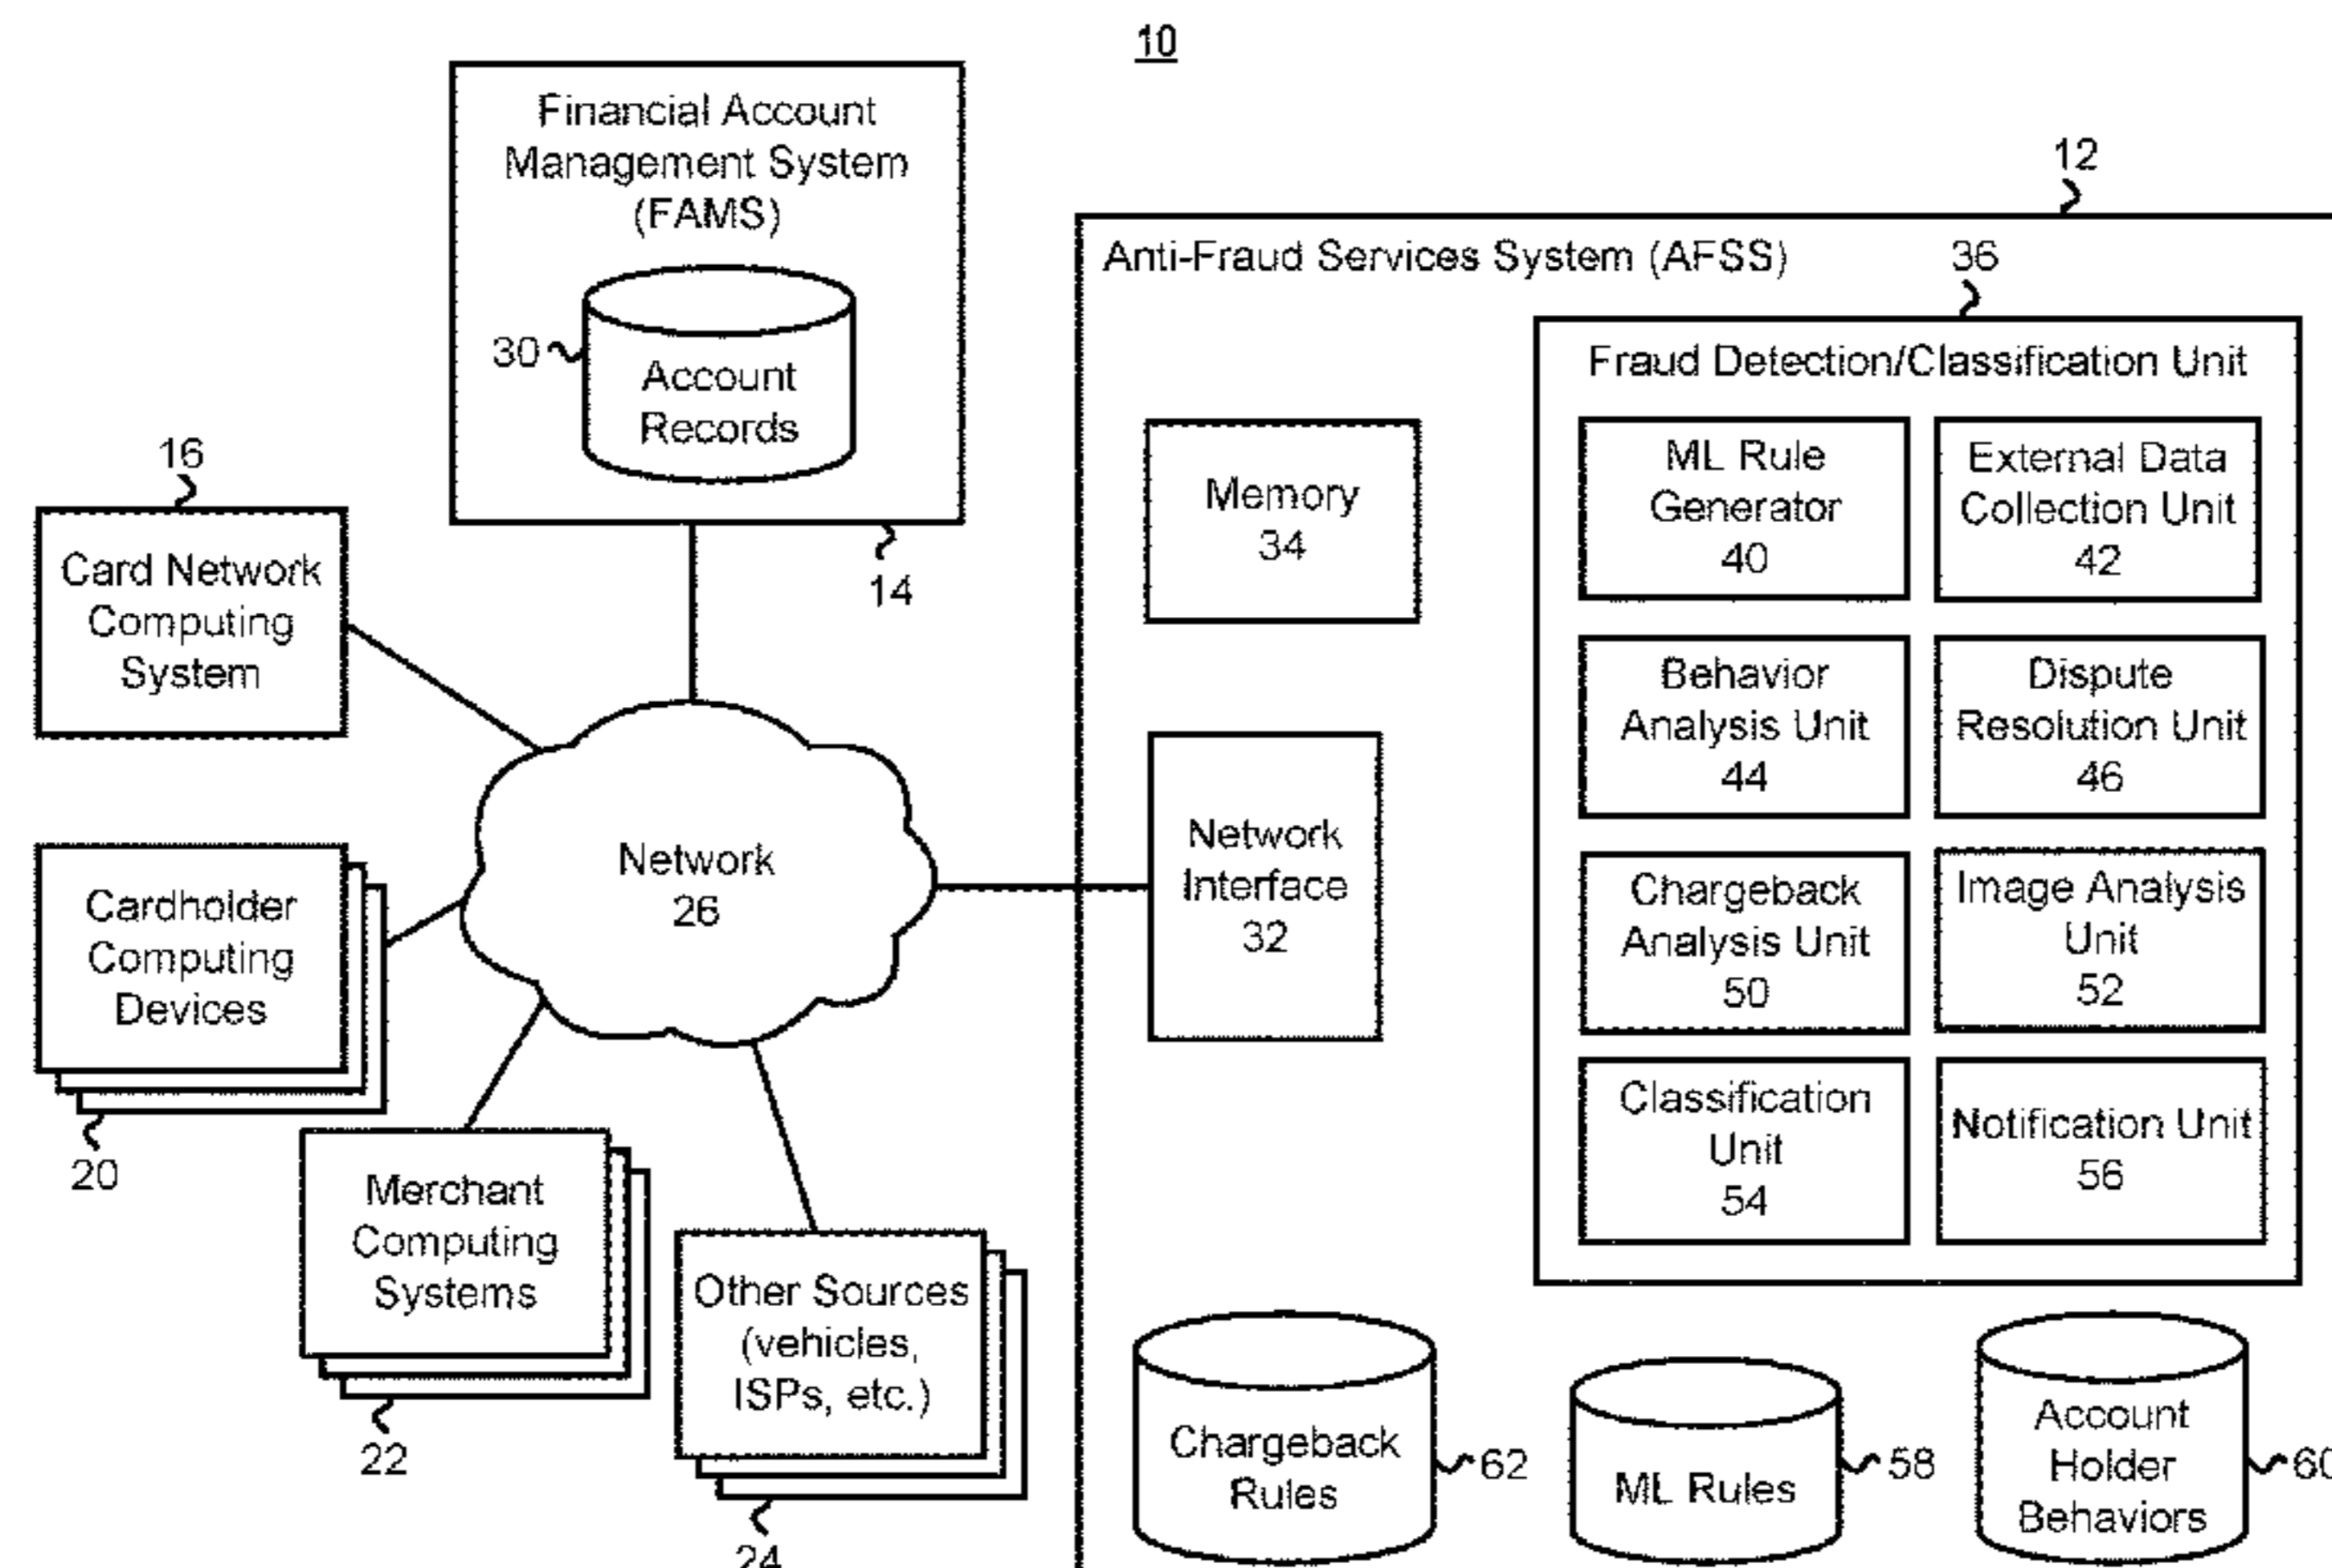 10
Financial Account
Management System
(FAMS)
30
Account
Records
14
16
Card Network
Computing
System
Cardholder
Computing
Devices
20
Merchant
Computing
Systems
22
Other Sources
(vehicles,
ISPs, etc.)
24
Network
26
12
Anti-Fraud Services System (AFSS)
Memory
34
Network
Interface
32
36
Fraud Detection/Classification Unit
ML Rule
Generator
40
External Data
Collection Unit
42
Behavior
Analysis Unit
44
Dispute
Resolution Unit
46
Chargeback
Analysis Unit
50
Image Analysis
Unit
52
Classification
Unit
54
Notification Unit
56
Chargeback
Rules
62
ML Rules
58
Account
Holder
Behaviors
60